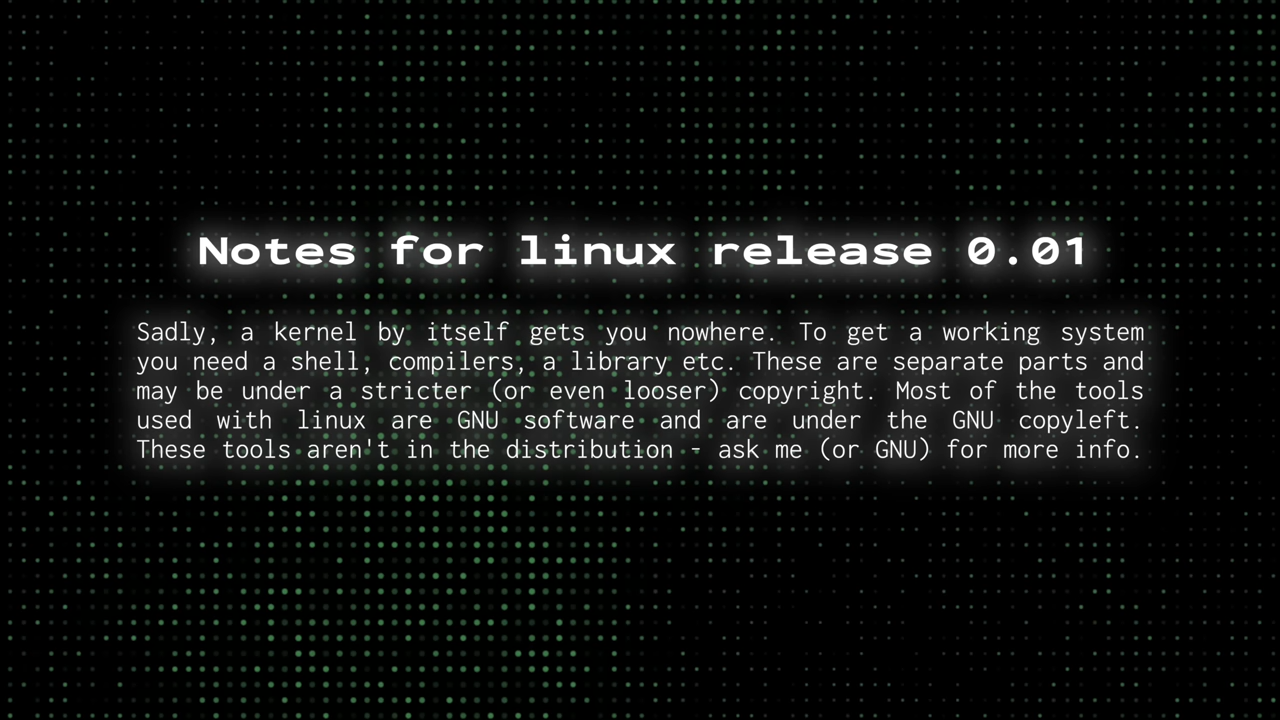 Notes for linux release 0.01
Sadly, a kernel by itself gets you nowhere. To get a working system
you need a shell, compilers, a library etc. These are separate parts and
may be under a stricter (or even looser) copyright. Most of the tools
used with linux are GNU software and are under the GNU copyleft.
These tools aren't in the distribution - ask me (or GNU) for more info.